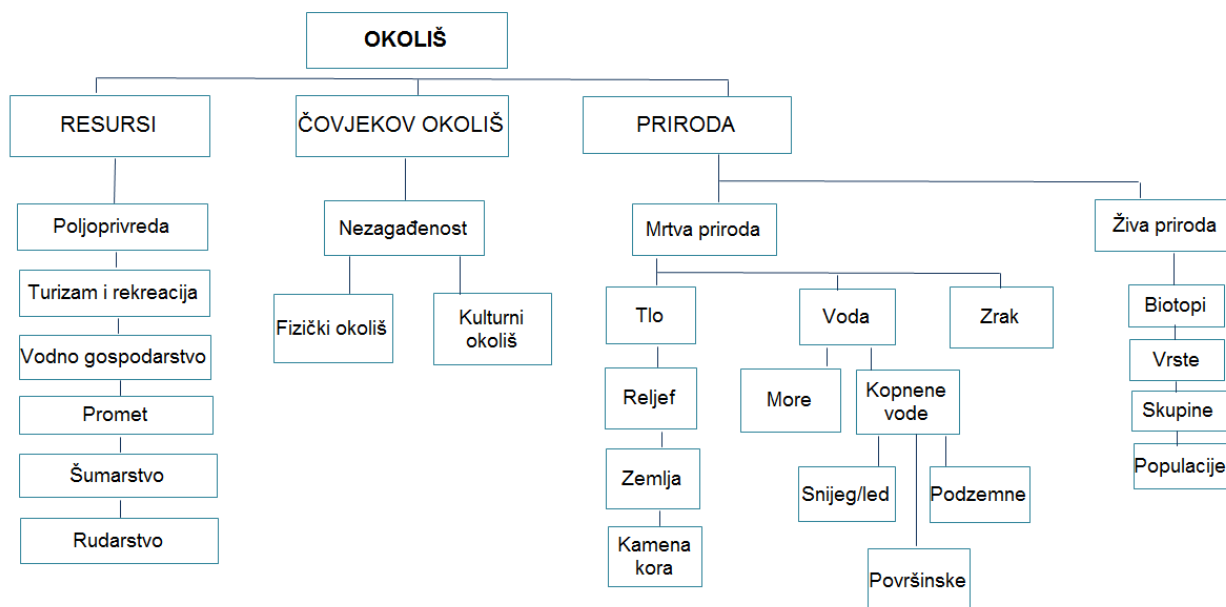 OKOLIŠ
RESURSI
ČOVJEKOV OKOLIŠ
PRIRODA
Poljoprivreda
Nezagađenost
Mrtva priroda
Živa priroda
Turizam i rekreacija
Fizički okoliš
Kulturni
okoliš
Tlo
Voda
Zrak
Biotopi
Vodno gospodarstvo
Reljef
More
Kopnene
vode
Vrste
Promet
Skupine
Šumarstvo
Zemlja
Snijeg/led
Podzemne
Populacije
Rudarstvo
Kamena
kora
Površinske